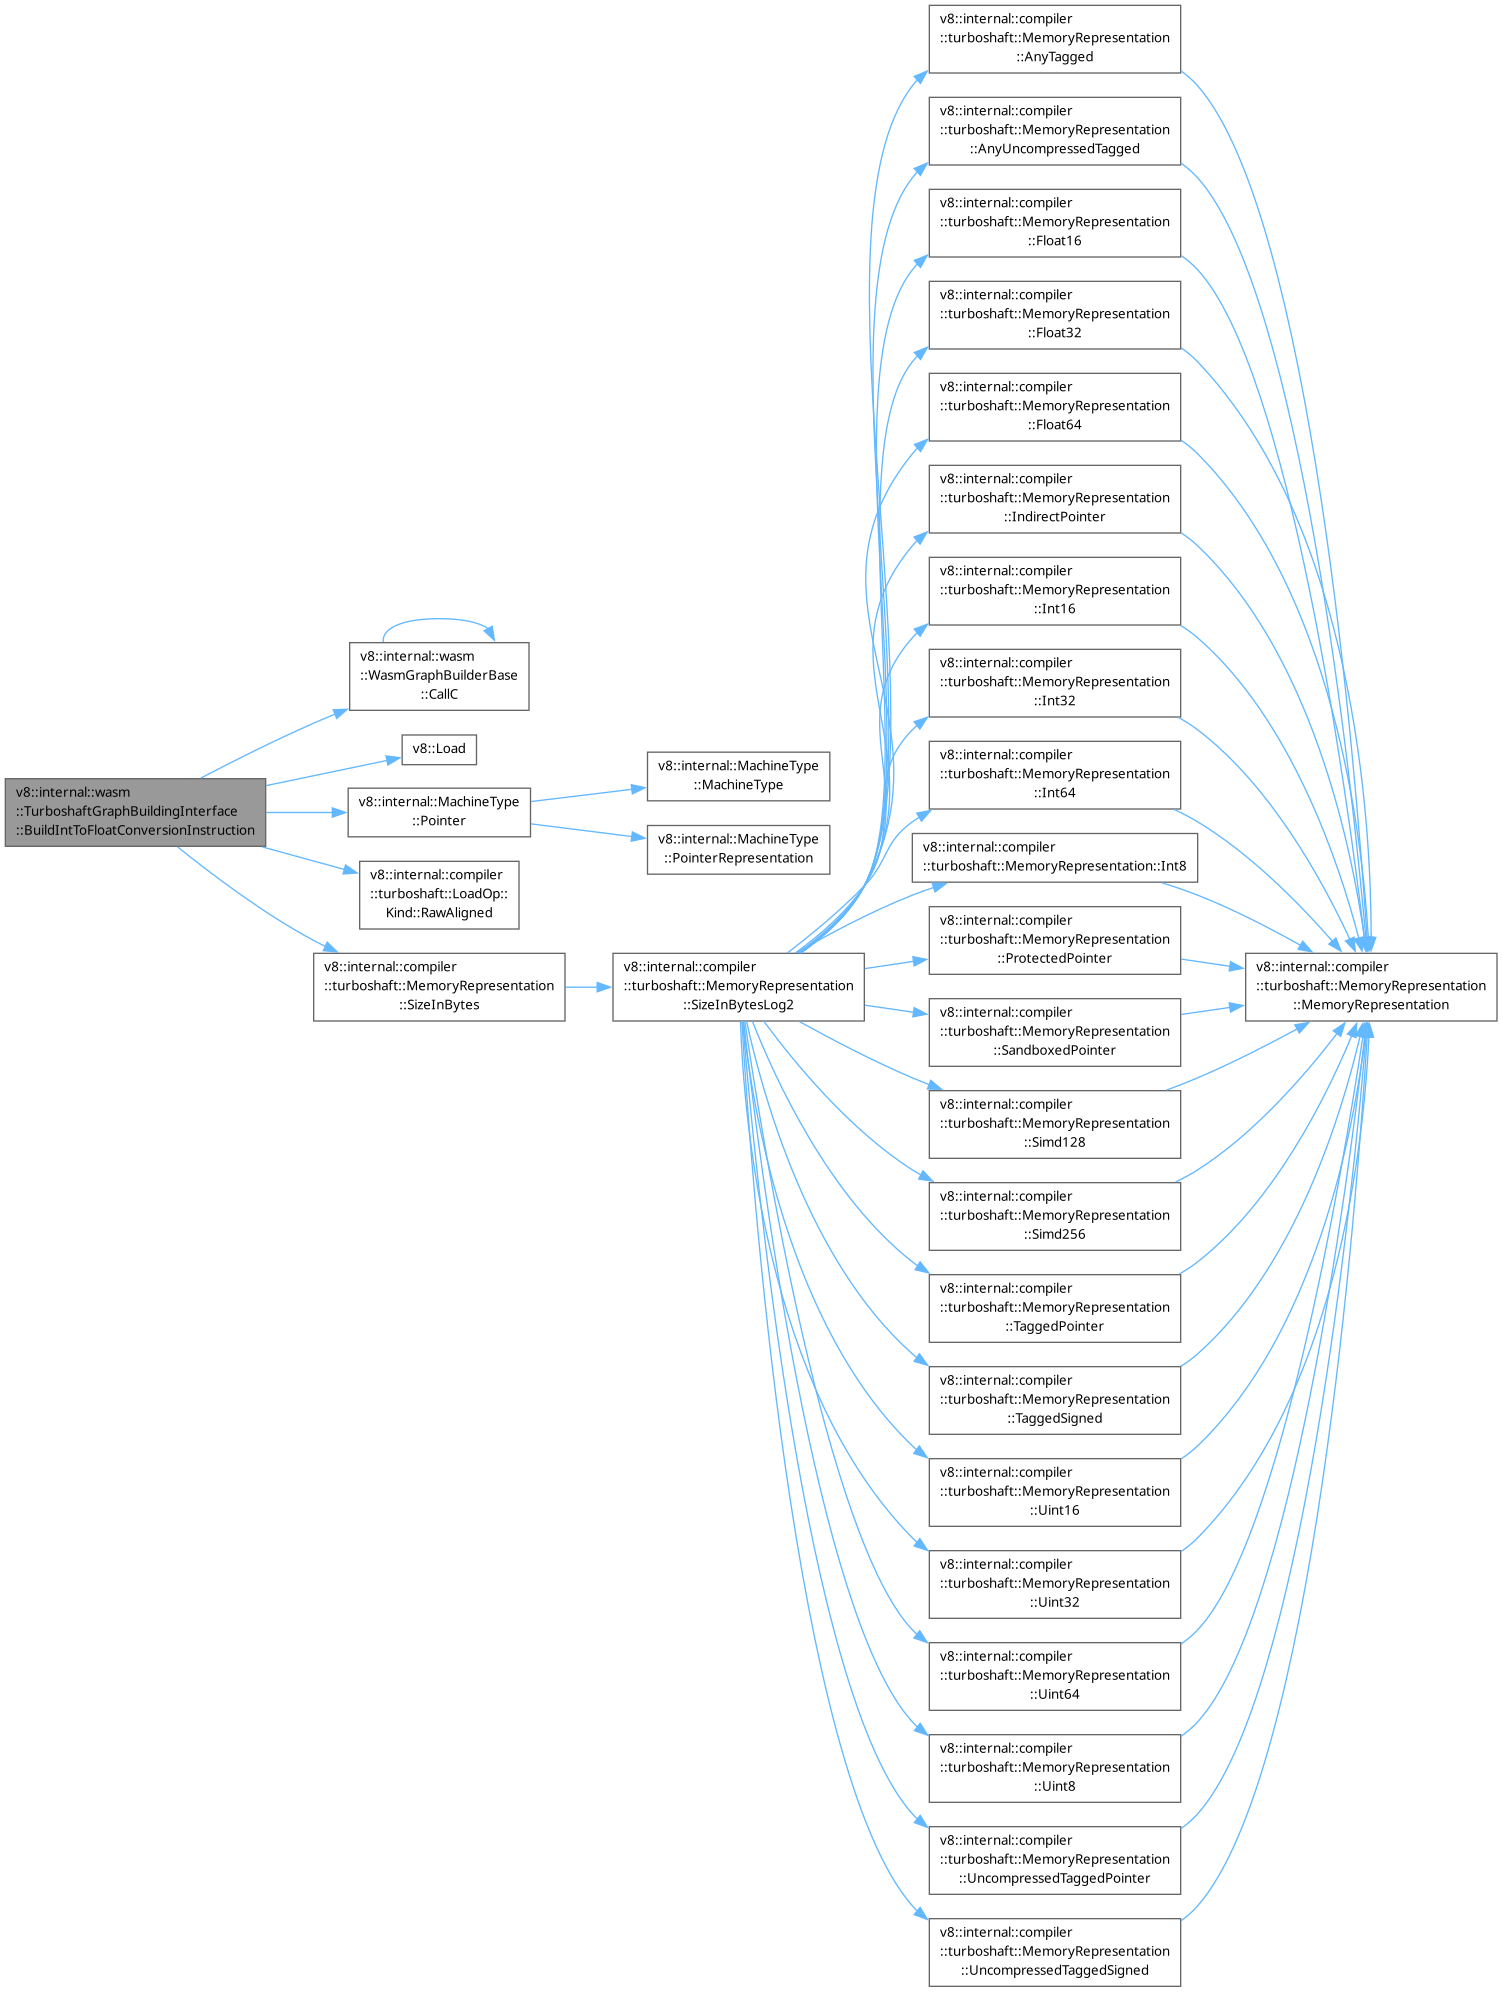 v8::internal::compiler
::turboshaft::MemoryRepresentation
::AnyTagged
v8::internal::compiler
::turboshaft::MemoryRepresentation
::AnyUncompressedTagged
v8::internal::compiler
::turboshaft::MemoryRepresentation
::Float16
v8::internal::compiler
::turboshaft::MemoryRepresentation
::Float32
v8::internal::compiler
::turboshaft::MemoryRepresentation
::Float64
v8::internal::compiler
::turboshaft::MemoryRepresentation
::IndirectPointer
v8::internal::compiler
::turboshaft::MemoryRepresentation
::Int16
v8::internal::wasm
::WasmGraphBuilderBase
::CallC
v8::internal::compiler
::turboshaft::MemoryRepresentation
::Int32
v8::Load
v8::internal::MachineType
::MachineType
v8::internal::compiler
::turboshaft::MemoryRepresentation
::Int64
v8::internal::wasm
::TurboshaftGraphBuildingInterface
::BuildIntToFloatConversionInstruction
v8::internal::MachineType
::Pointer
v8::internal::MachineType
::PointerRepresentation
v8::internal::compiler
::turboshaft::MemoryRepresentation::Int8
v8::internal::compiler
::turboshaft::LoadOp::
Kind::RawAligned
v8::internal::compiler
::turboshaft::MemoryRepresentation
::ProtectedPointer
v8::internal::compiler
::turboshaft::MemoryRepresentation
::SizeInBytes
v8::internal::compiler
::turboshaft::MemoryRepresentation
::SizeInBytesLog2
v8::internal::compiler
::turboshaft::MemoryRepresentation
::MemoryRepresentation
v8::internal::compiler
::turboshaft::MemoryRepresentation
::SandboxedPointer
v8::internal::compiler
::turboshaft::MemoryRepresentation
::Simd128
v8::internal::compiler
::turboshaft::MemoryRepresentation
::Simd256
v8::internal::compiler
::turboshaft::MemoryRepresentation
::TaggedPointer
v8::internal::compiler
::turboshaft::MemoryRepresentation
::TaggedSigned
v8::internal::compiler
::turboshaft::MemoryRepresentation
::Uint16
v8::internal::compiler
::turboshaft::MemoryRepresentation
::Uint32
v8::internal::compiler
::turboshaft::MemoryRepresentation
::Uint64
v8::internal::compiler
::turboshaft::MemoryRepresentation
::Uint8
v8::internal::compiler
::turboshaft::MemoryRepresentation
::UncompressedTaggedPointer
v8::internal::compiler
::turboshaft::MemoryRepresentation
::UncompressedTaggedSigned